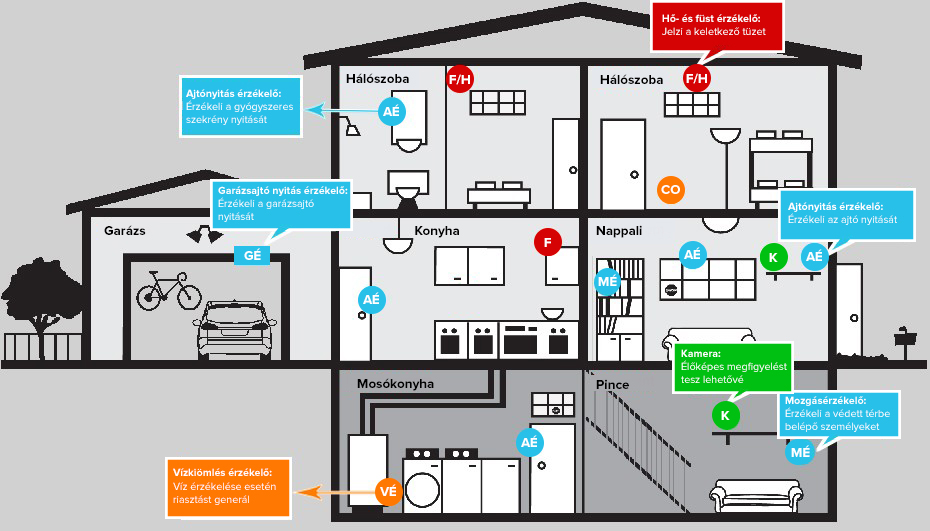 Hő- és füst érzékelő:
Jelzi a keletkező tüzet
Hálószoba
F/H
Hálószoba
F/H
Ajtónyitás érzékelő:
Érzékeli a gyógyszeres
szekrény nyitását
AÉ
CO
Garázsajtó nyitás érzékelő:
Érzékeli a garázsajtó
nyitását
Ajtónyitás érzékelő:
Érzékeli az ajtó nyitását
Garázs
GÉ
Konyha
F
Nappali
AÉ
K
AÉ
MÉ
AÉ
Kamera:
Élőképes megfigyelést
tesz lehetővé
Mosókonyha
Pince
K
Mozgásérzékelő:
Érzékeli a védett térbe
belépő személyeket
AÉ
MÉ
Vízkiömlés érzékelő:
Víz érzékelése esetén
riasztást generál
VÉ